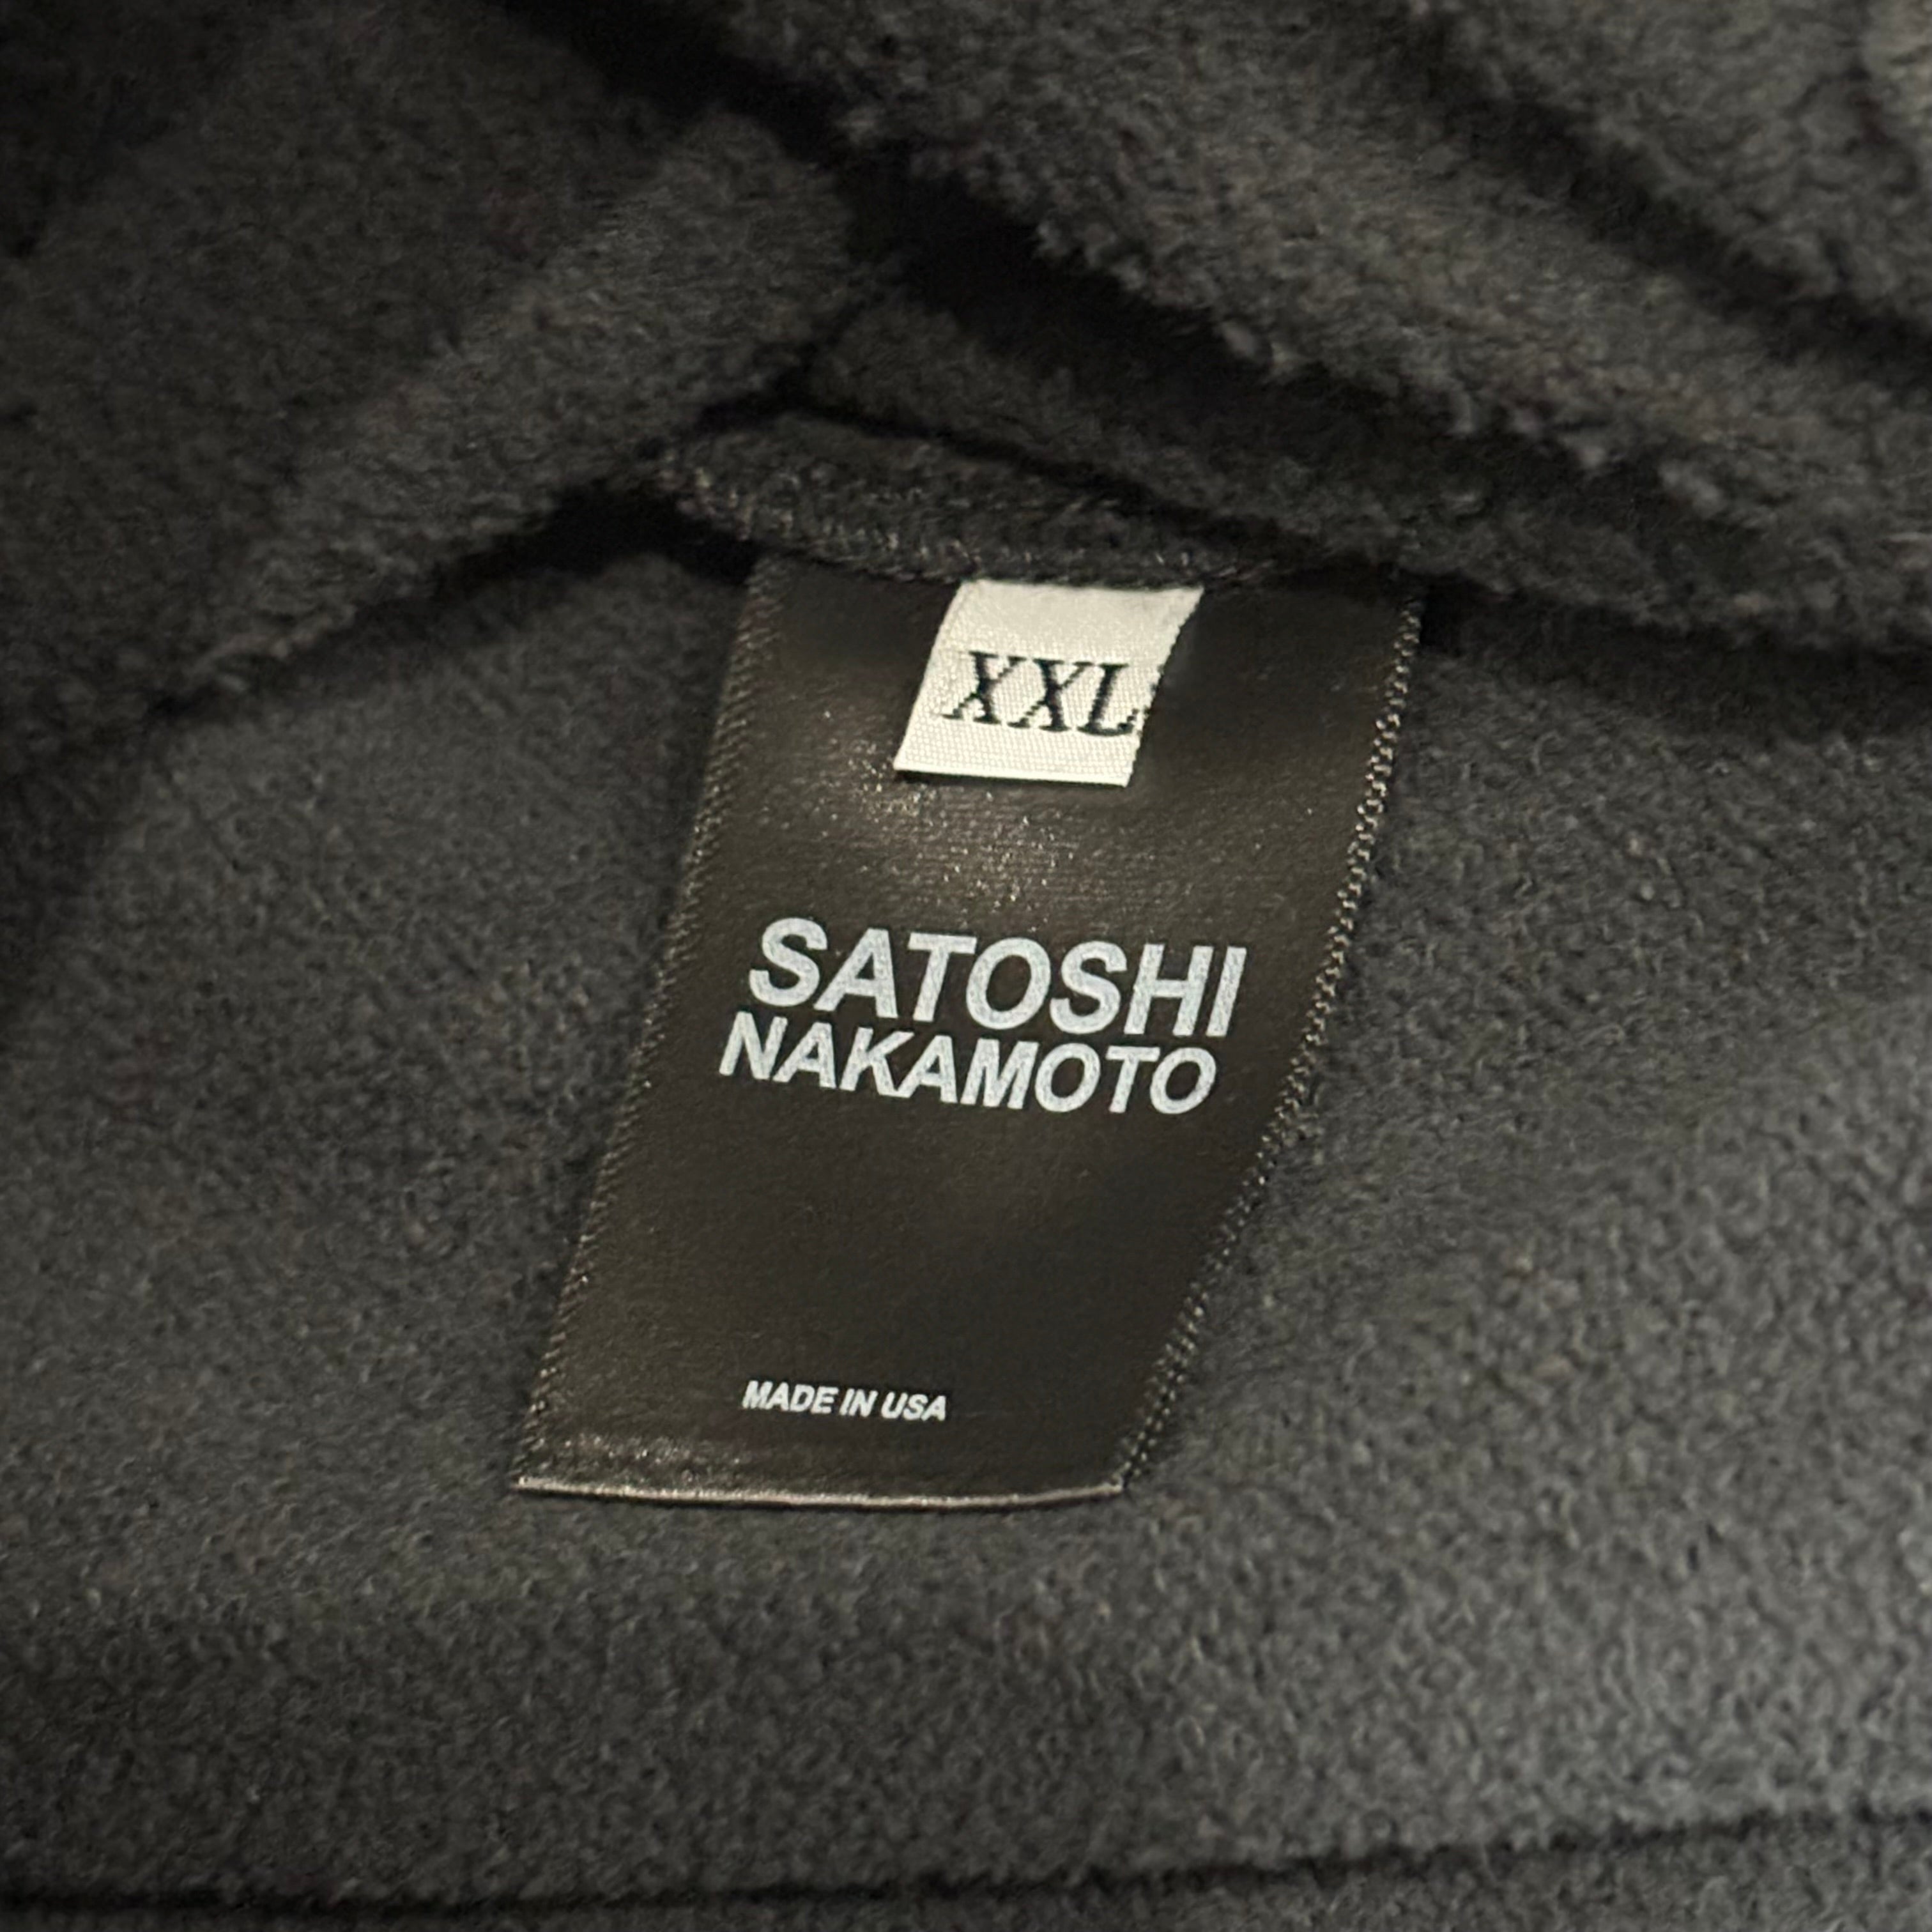 XXL
SATOSHI
NAKAMOTO
MADE IN USA